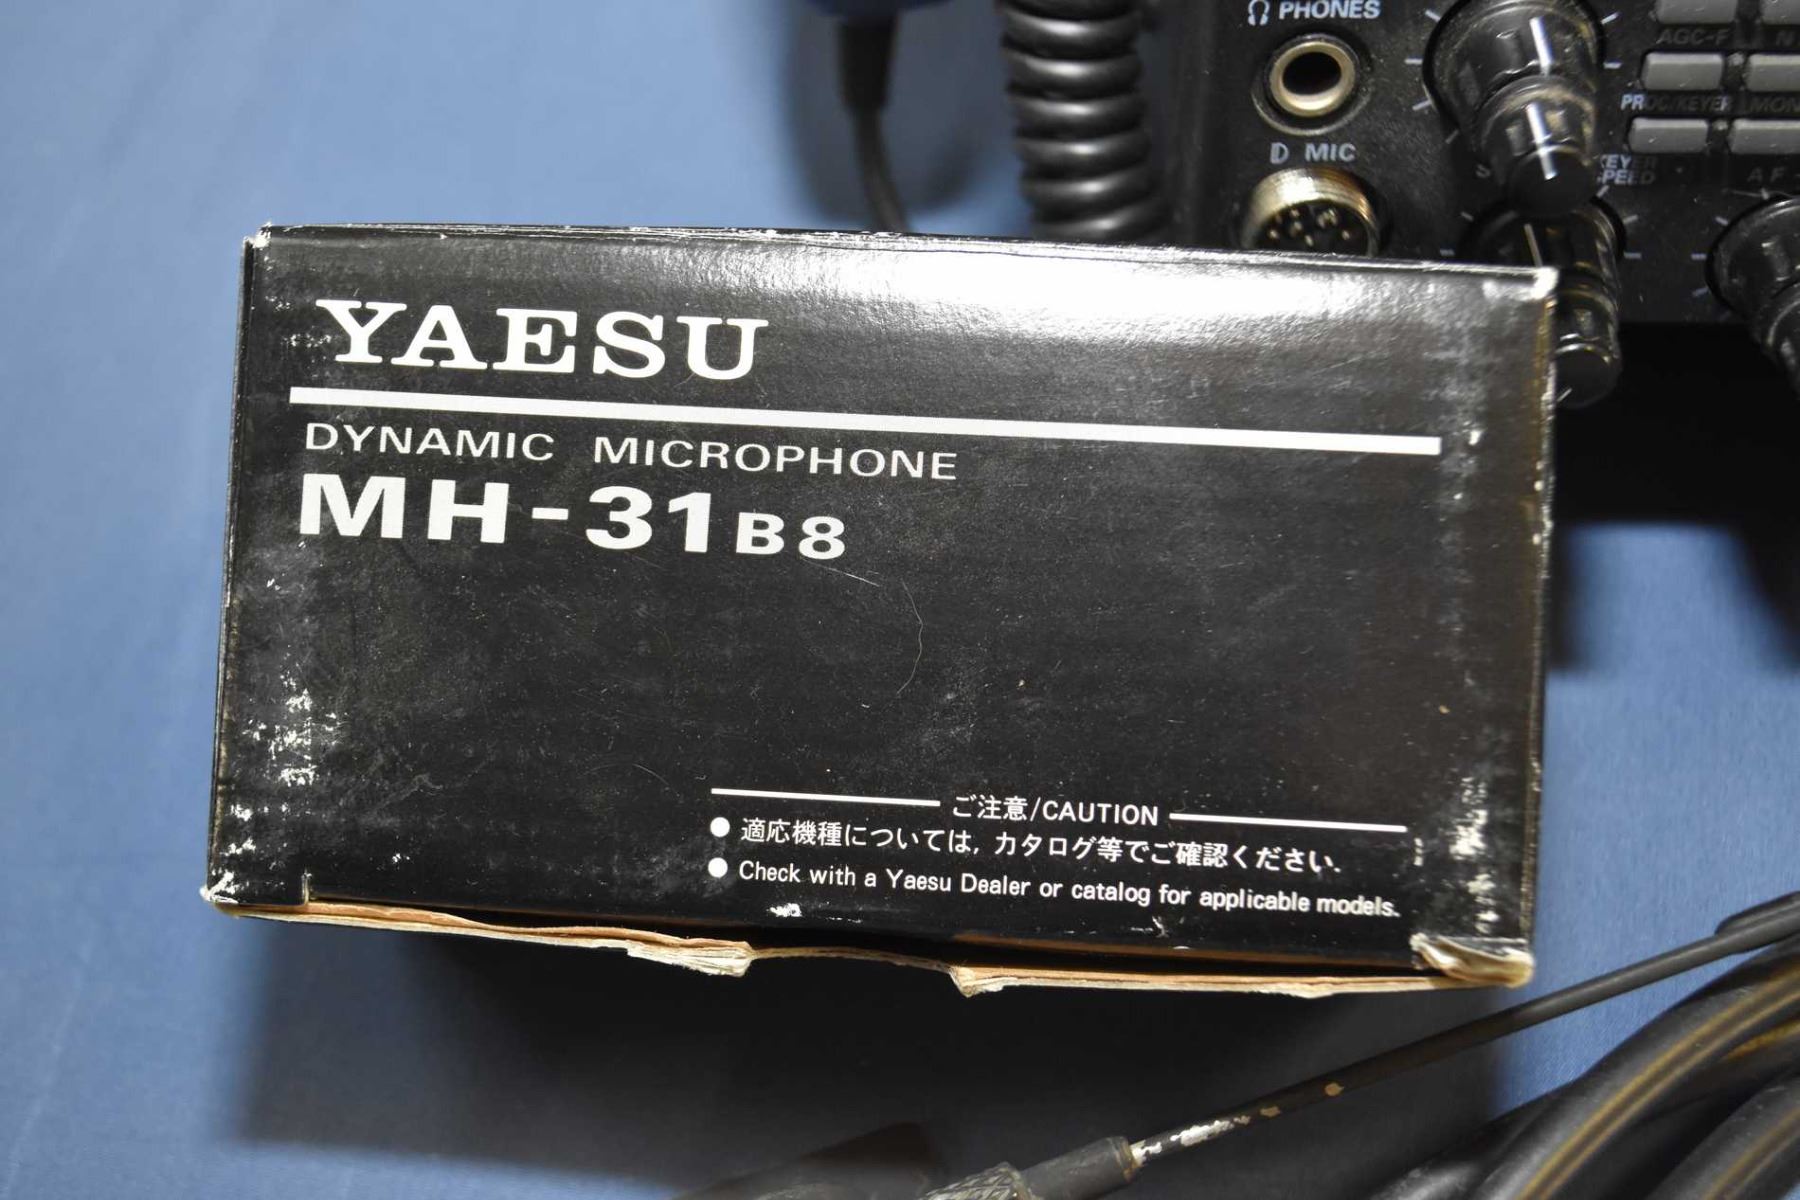 PHONES
AGC-F
PROC/KEYER MON
MIC
KEYER
SPEED
AF
YAESU
DYNAMIC MICROPHONE
MH-31B8
ご注意/CAUTION
● 適応機種については, カタログ等でご確認ください.
● Check with a Yaesu Dealer or catalog for applicable models.